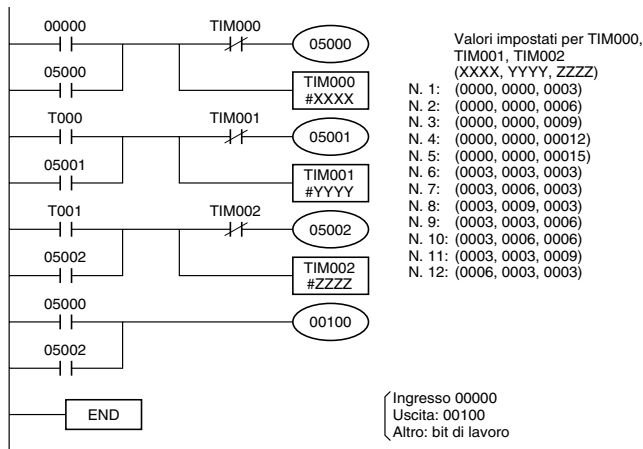 00000
TIM000
05000
05000
TIM000
#XXXX
T000
TIM001
05001
05001
TIM001
#YYYY
T001
TIM002
05002
05002
TIM002
#ZZZZ
05000
00100
05002
END
Valori impostati per TIM000,
TIM001, TIM002
(XXXX, YYYY, ZZZZ)
N. 1: (0000, 0000, 0003)
N. 2: (0000, 0000, 0006)
N. 3: (0000, 0000, 0009)
N. 4: (0000, 0000, 00012)
N. 5: (0000, 0000, 00015)
N. 6: (0003, 0003, 0003)
N. 7: (0003, 0006, 0003)
N. 8: (0003, 0009, 0003)
N. 9: (0003, 0003, 0006)
N. 10: (0003, 0006, 0006)
N. 11: (0003, 0003, 0009)
N. 12: (0006, 0003, 0003)
Ingresso 00000
Uscita: 00100
Altro: bit di lavoro